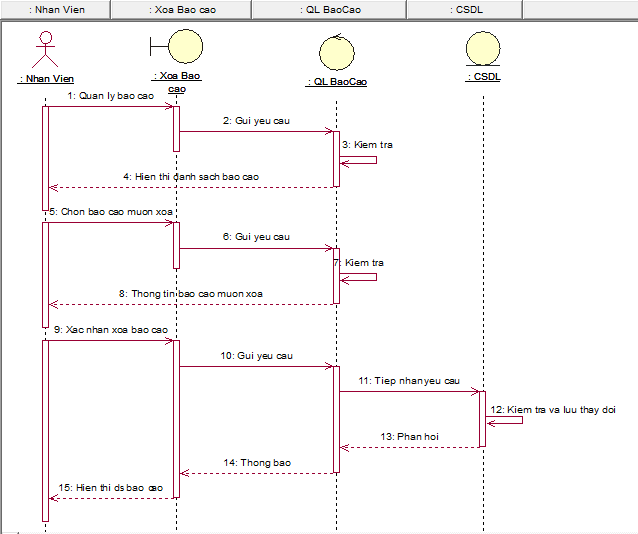 : Nhan Vien
: Xoa Bao cao
: QL BaoCao
: CSDL
: Nhan Vien
: Xoa Bao
cao
: QL BaoCao
: CSDL
1: Quan ly bao cao
2: Gui yeu cau
3: Kiem tra
4: Hien thi danh sach bao cao
5: Chon bao cao muon xoa
6: Gui yeu cau
7: Kiem tra
8: Thong tin bao cao muon xoa
9: Xac nhan xoa bao cao
10: Gui yeu cau
11: Tiep nhan yeu cau
12: Kiem tra va luu thay doi
13: Phan hoi
14: Thong bao
15: Hien thi ds bao cao